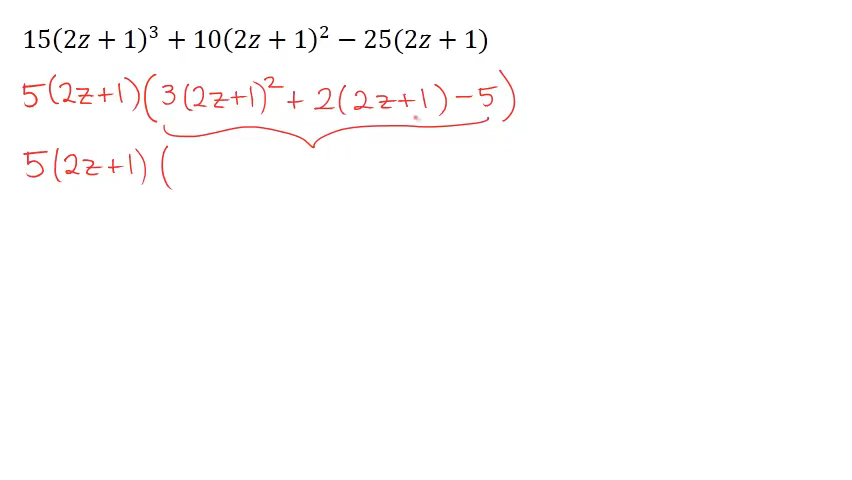 15(2z + 1)³ + 10(2z + 1)² − 25(2z + 1)
5(2z+1)(3(2z+1)² + 2(2z+1) − 5)
5(2z+1)(